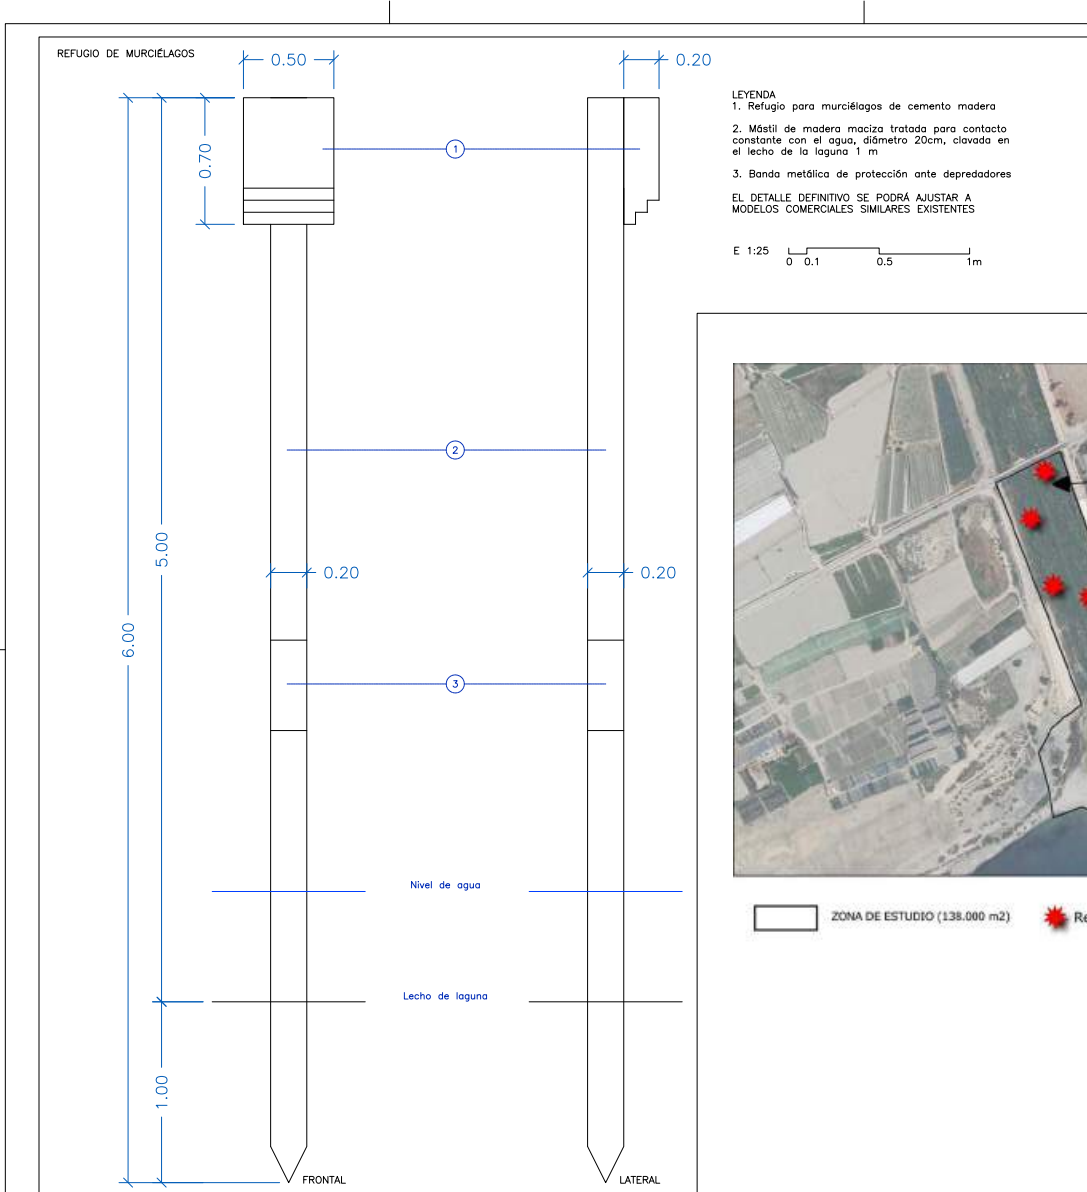 REFUGIO DE MURCIÉLAGOS
0.50
0.20
LEYENDA
1. Refugio para murciélagos de cemento madera
2. Mástil de madera maciza tratada para contacto
constante con el agua, diámetro 20cm, clavada en
el lecho de la laguna 1 m
3. Banda metálica de protección ante depredadores
EL DETALLE DEFINITIVO SE PODRÁ AJUSTAR A
MODELOS COMERCIALES SIMILARES EXISTENTES
E 1:25
0 0.1 0.5 1m
0.70
1
2
5.00
0.20
0.20
6.00
3
Nivel de agua
Lecho de laguna
1.00
FRONTAL
LATERAL
ZONA DE ESTUDIO (138.000 m2)